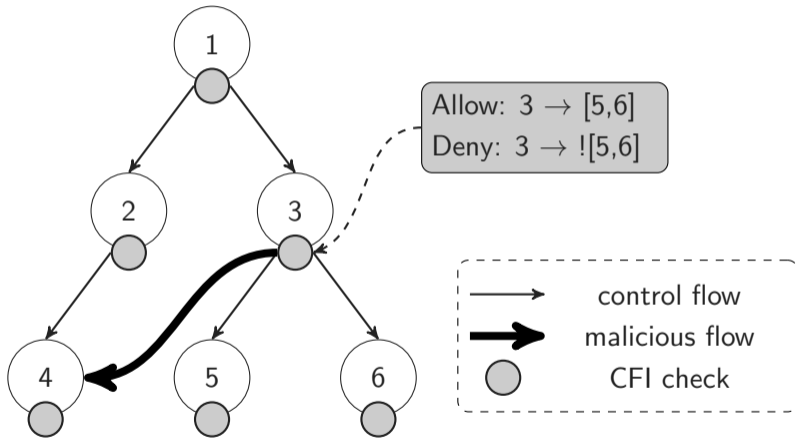 1
Allow: 3 → [5,6]
Deny: 3 → ![5,6]
2
3
control flow
malicious flow
4
5
6
CFI check